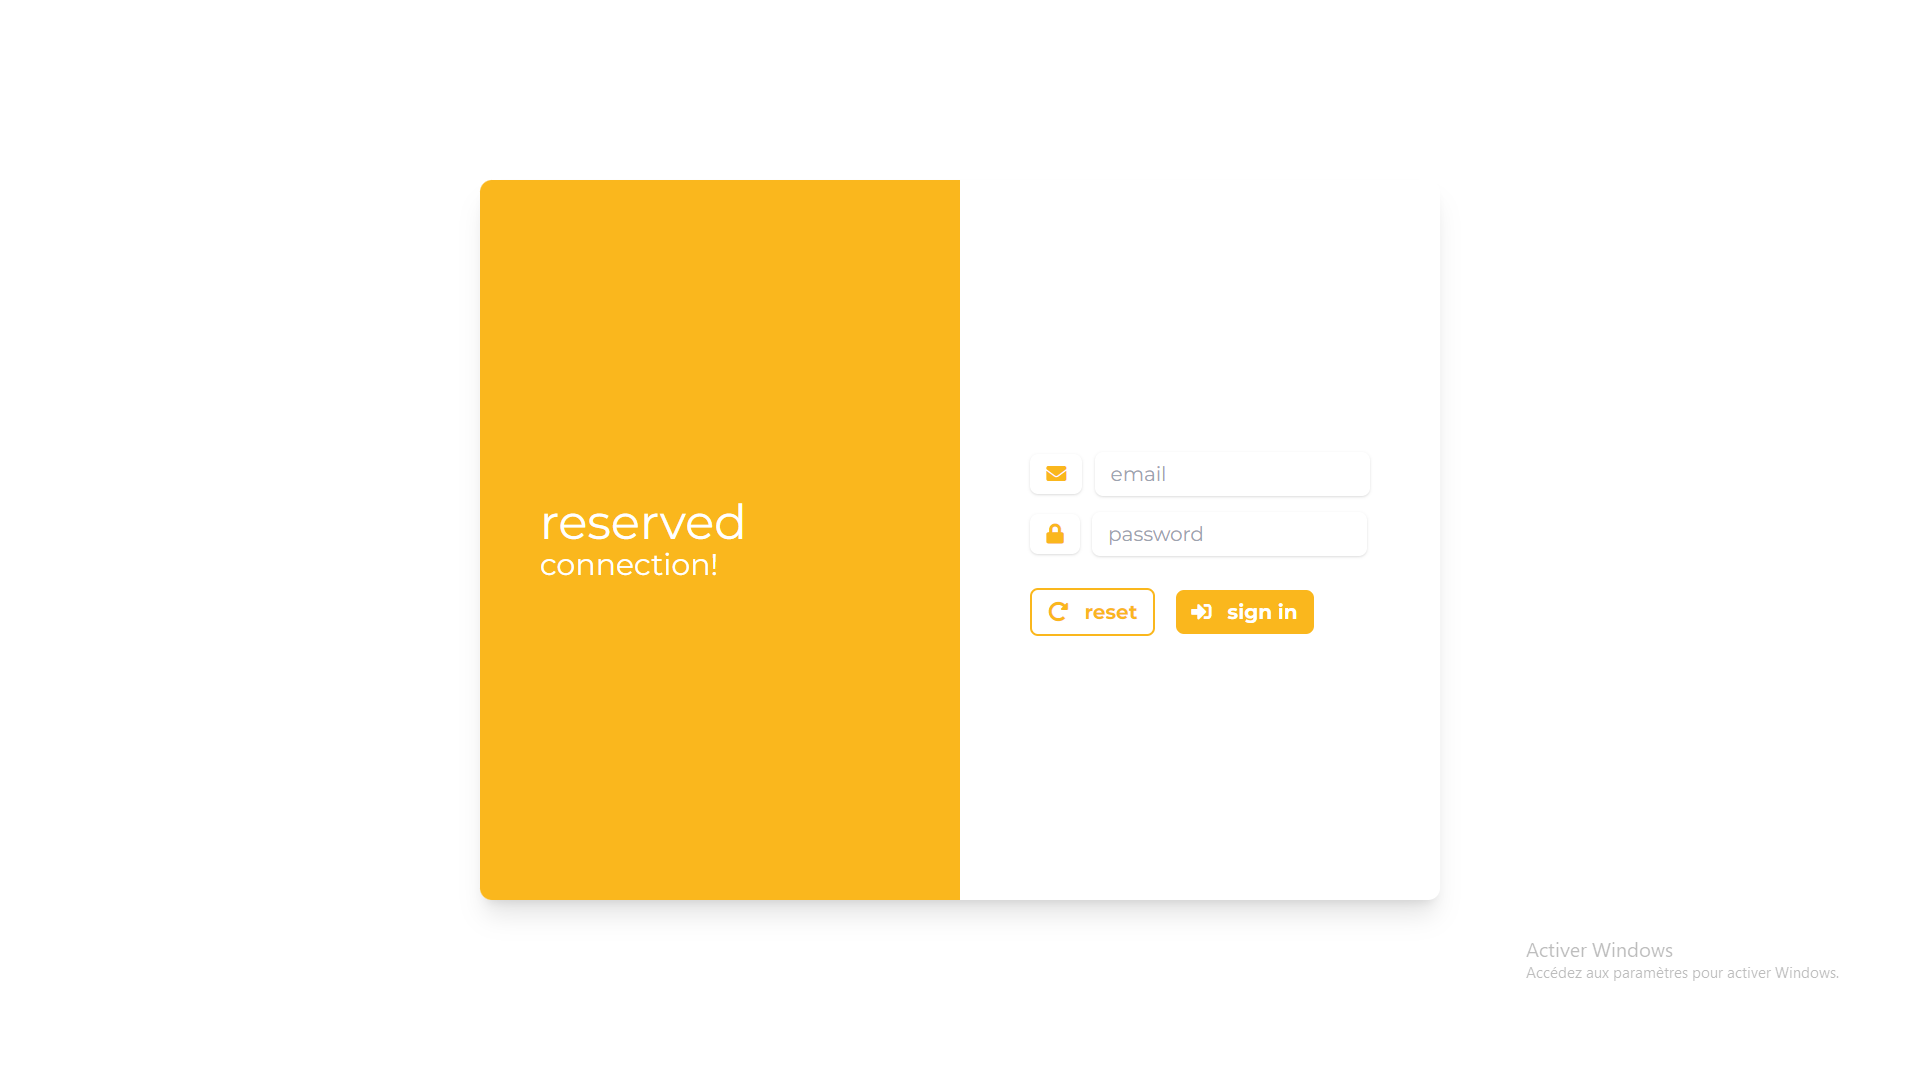 reserved
connection!
email
password
reset
sign in
Activer Windows
Accédez aux paramètres pour activer Windows.